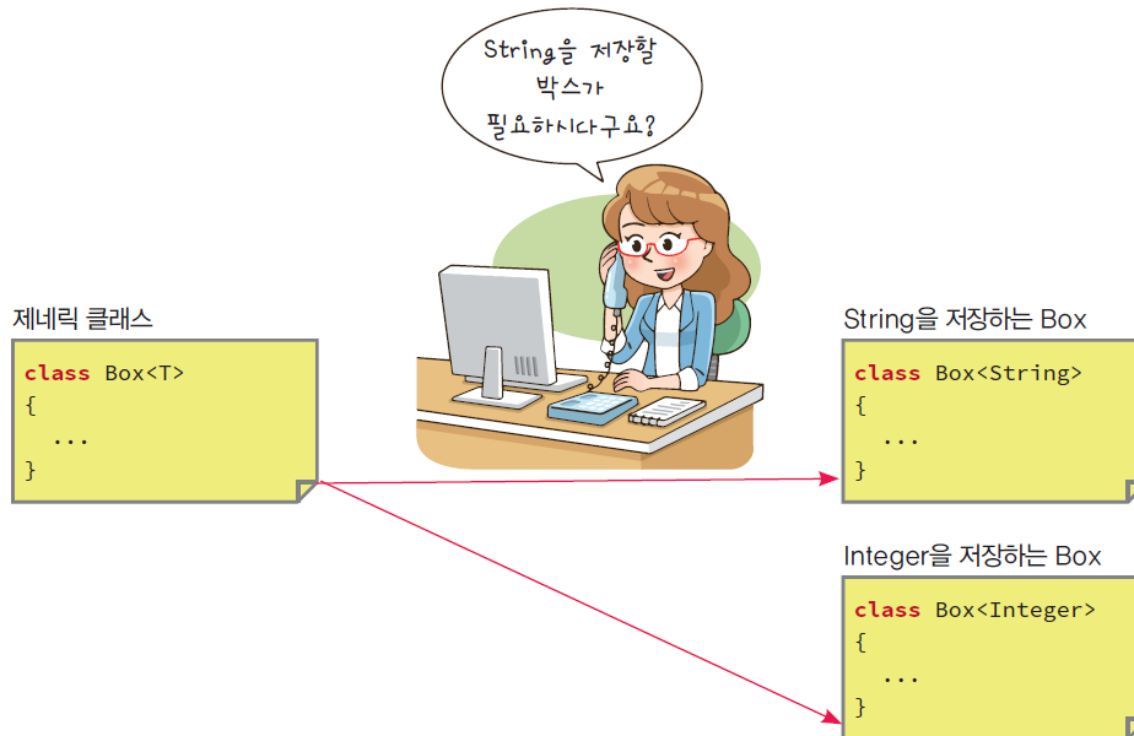 String을 저장할
박스가
필요하시다구요?
제네릭 클래스
class Box<T>
{
...
}
String을 저장하는 Box
class Box<String>
{
...
}
Integer을 저장하는 Box
class Box<Integer>
{
...
}